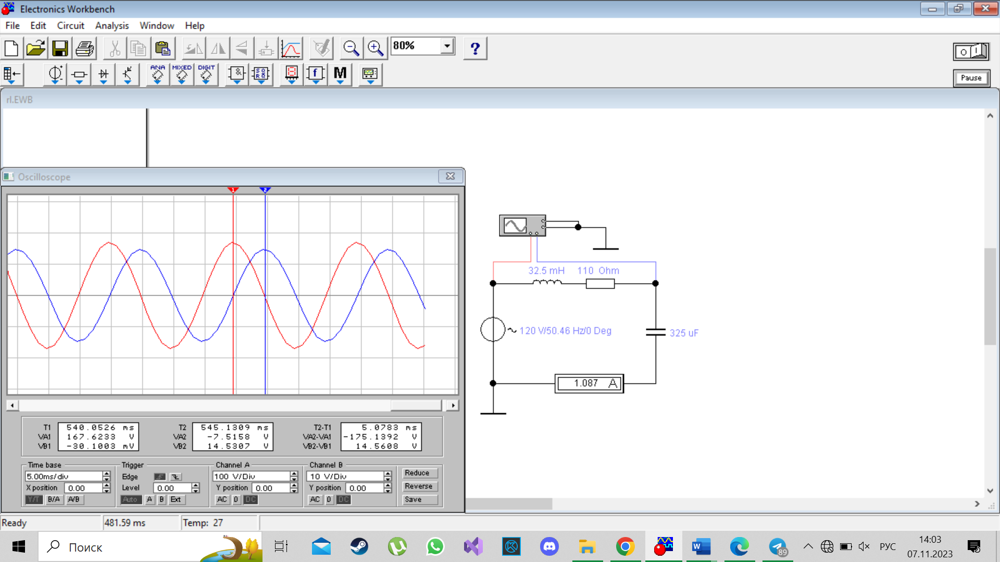 Electronics Workbench
File Edit Circuit Analysis Window Help
80%
?
O I
ANA MIXED DIGIT
M
Pause
rl.EWB
Oscilloscope
1 2
32.5 mH 110 Ohm
120 V/50.46 Hz/0 Deg
325 uF
1.087 A
T1 540.0526 ms T2 545.1309 ms T2-T1 5.0783 ms
VA1 167.6233 V VA2 -7.5158 V VA2-VA1 -175.1392 V
VB1 -30.1003 mV VB2 14.5307 V VB2-VB1 14.5608 V
Time base Trigger Channel A Channel B
5.00ms/div Edge 100 V/Div 10 V/Div Reduce
X position 0.00 Level 0.00 Y position 0.00 Y position 0.00 Reverse
Y/T B/A A/B Auto A B Ext AC 0 DC AC 0 DC Save
Ready 481.59 ms Temp: 27
Поиск
89
РУС
14:03
07.11.2023